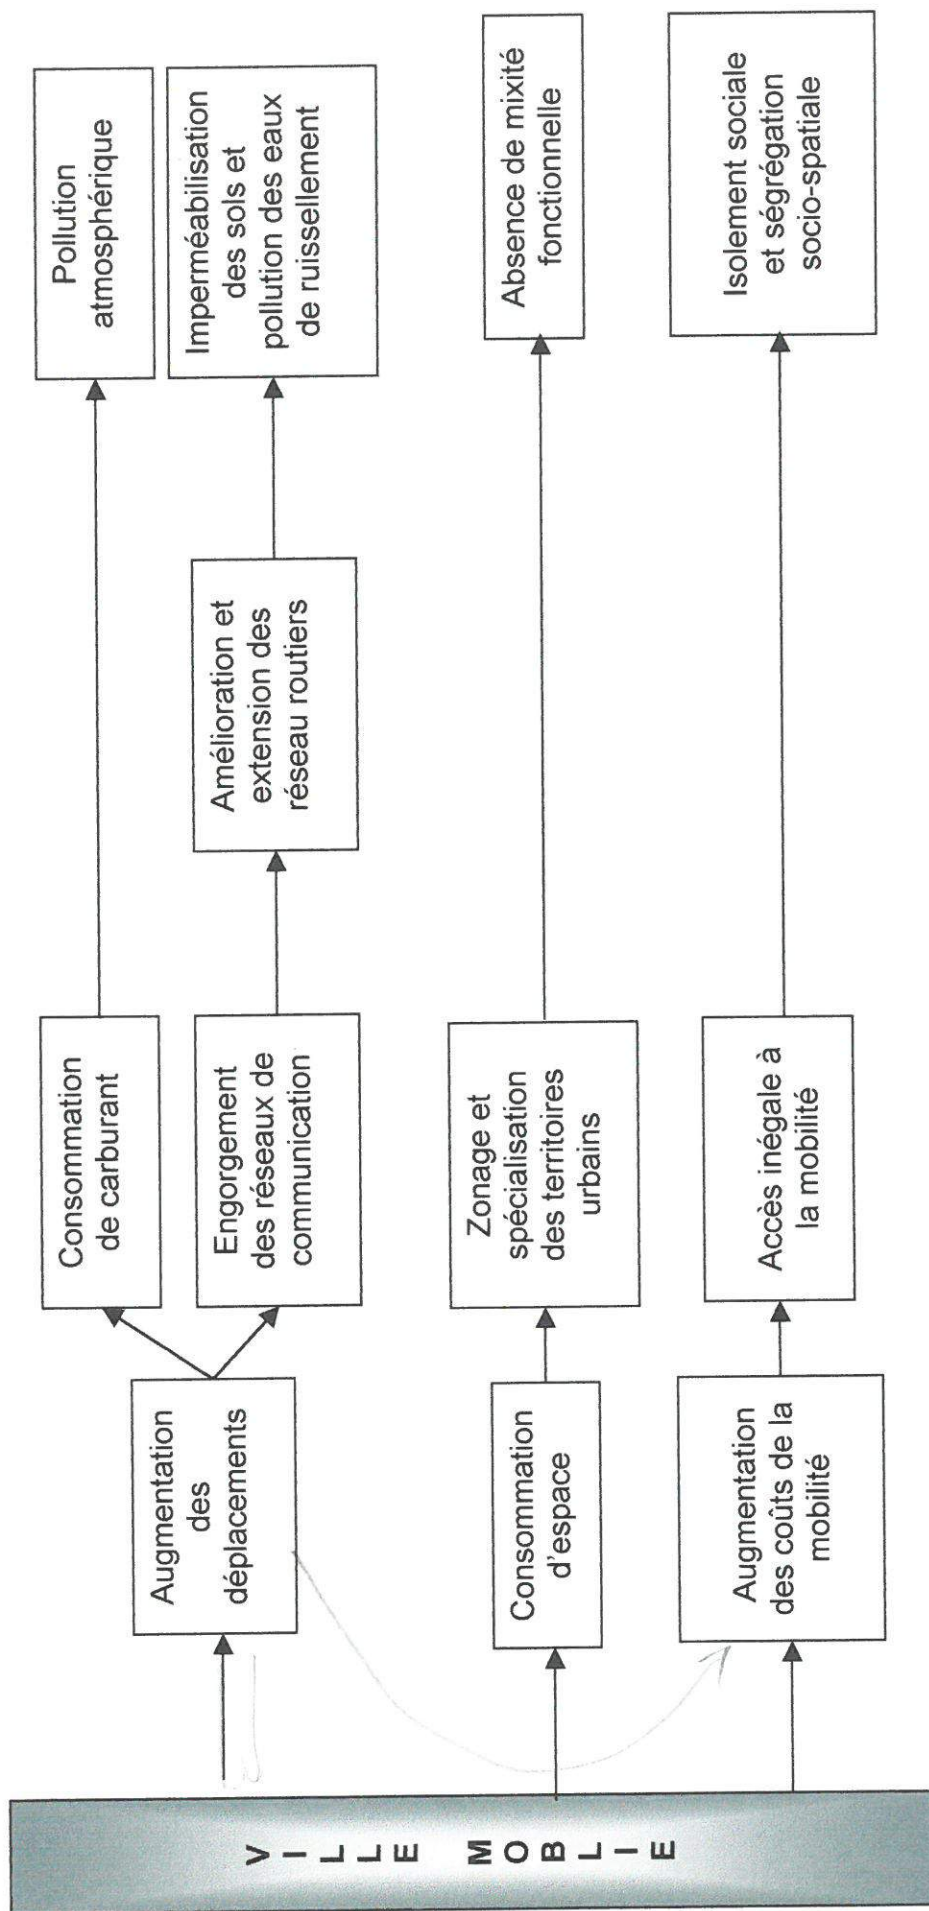 VILLE MOBLIE
Augmentation
des
déplacements
Consommation
de carburant
Pollution
atmosphérique
Engorgement
des réseaux de
communication
Amélioration et
extension des
réseau routiers
Imperméabilisation
des sols et
pollution des eaux
de ruissellement
Consommation
d'espace
Zonage et
spécialisation
des territoires
urbains
Absence de mixité
fonctionnelle
Augmentation
des coûts de la
mobilité
Accès inégale à
la mobilité
Isolement sociale
et ségrégation
socio-spatiale